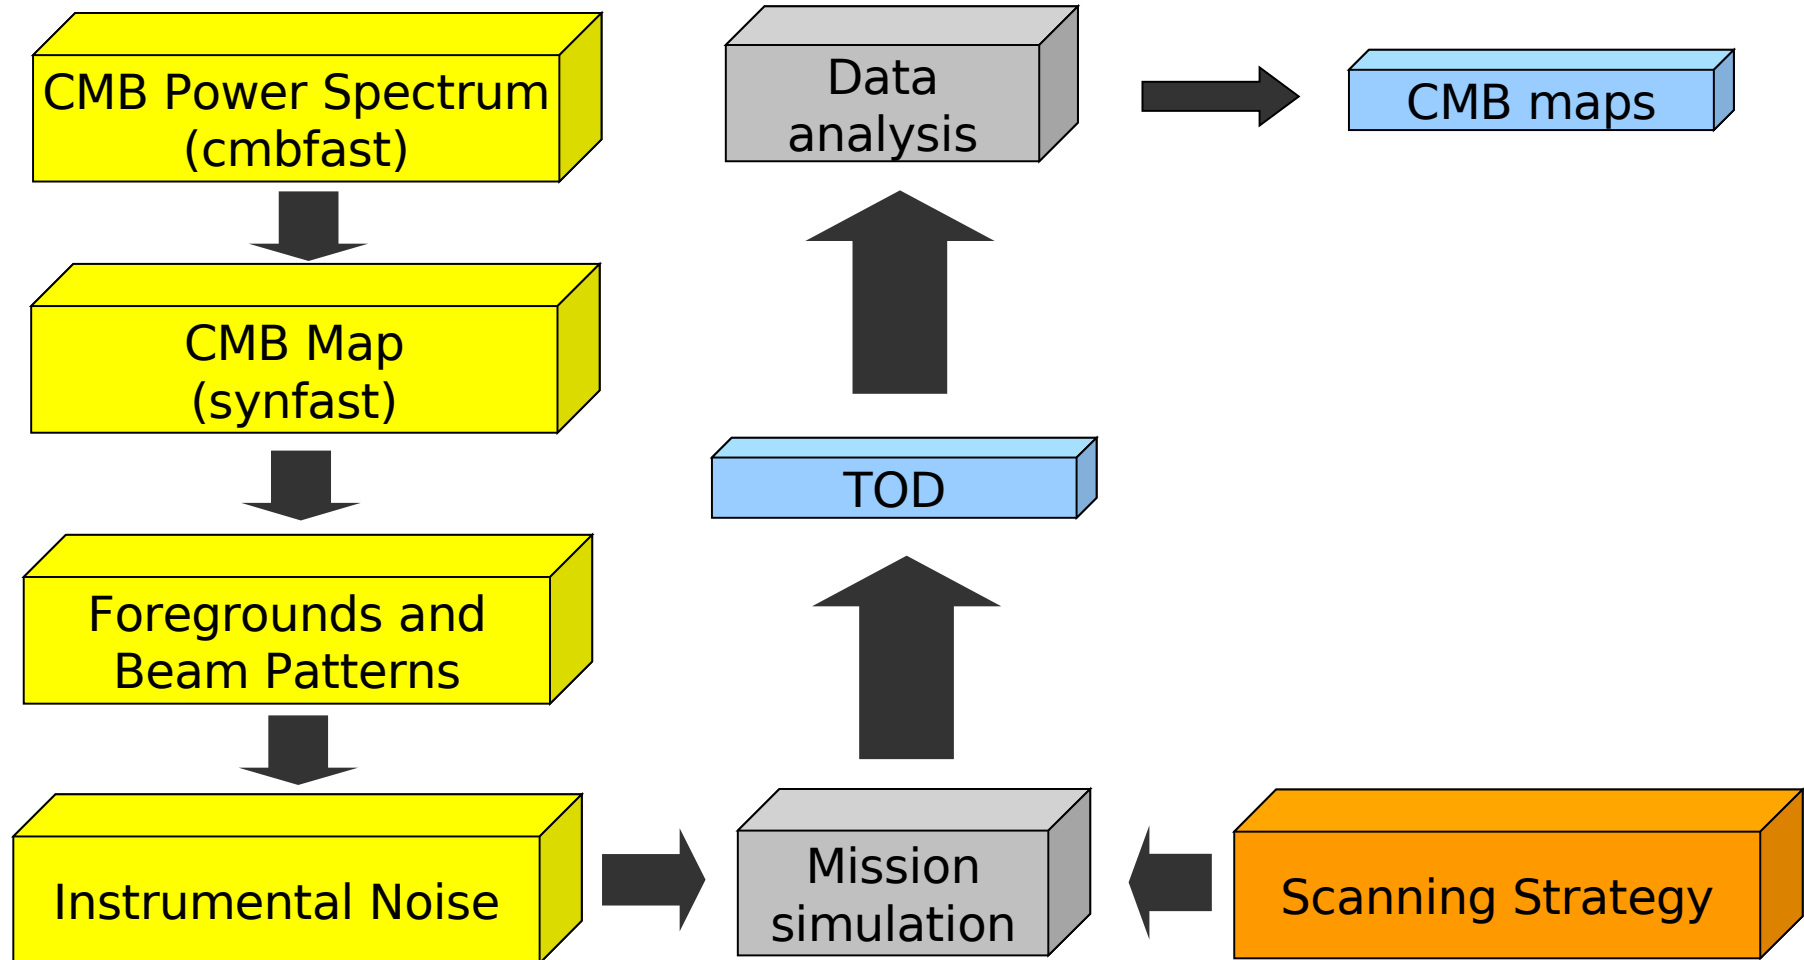 CMB Power Spectrum
(cmbfast)
CMB Map
(synfast)
Foregrounds and
Beam Patterns
Instrumental Noise
Mission
simulation
Scanning Strategy
TOD
Data
analysis
CMB maps